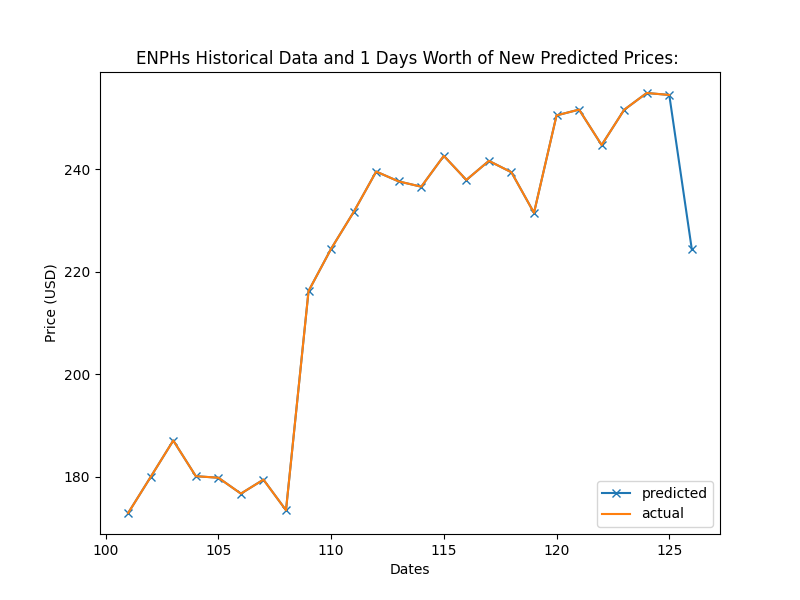 ENPHs Historical Data and 1 Days Worth of New Predicted Prices:
Price (USD)
240
220
200
180
100
105
110
115
120
125
Dates
predicted
actual